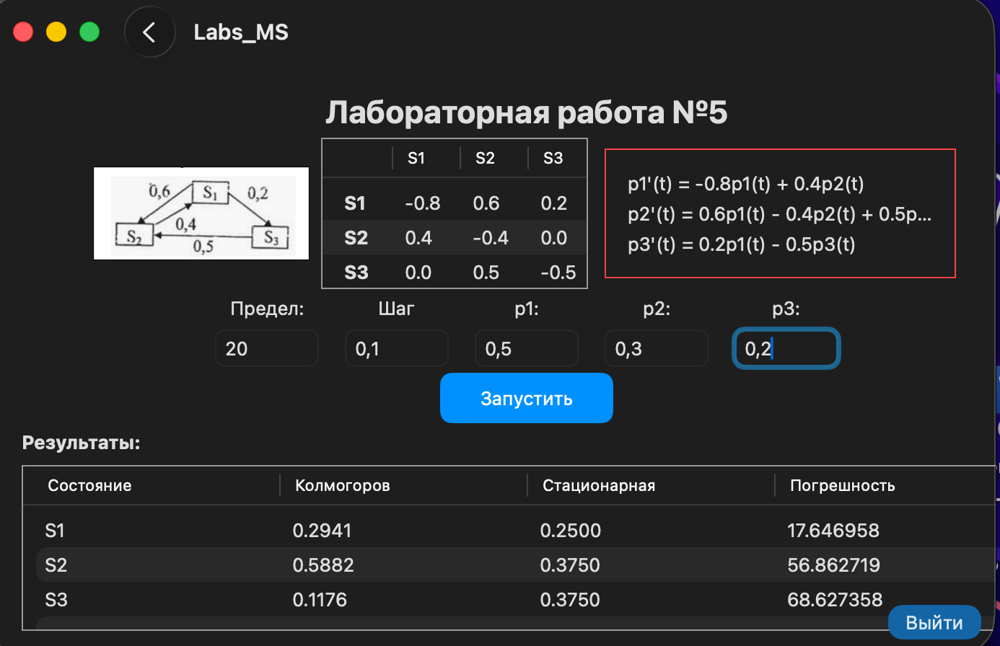 Labs_MS
Лабораторная работа №5
0,6 S1 0,2
0,4
S2 S3
0,5
S1 S2 S3
S1 -0.8 0.6 0.2
S2 0.4 -0.4 0.0
S3 0.0 0.5 -0.5
p1'(t) = -0.8p1(t) + 0.4p2(t)
p2'(t) = 0.6p1(t) - 0.4p2(t) + 0.5p...
p3'(t) = 0.2p1(t) - 0.5p3(t)
Предел: Шаг p1: p2: p3:
20 0,1 0,5 0,3 0,2
Запустить
Результаты:
Состояние Колмогоров Стационарная Погрешность
S1 0.2941 0.2500 17.646958
S2 0.5882 0.3750 56.862719
S3 0.1176 0.3750 68.627358
Выйти